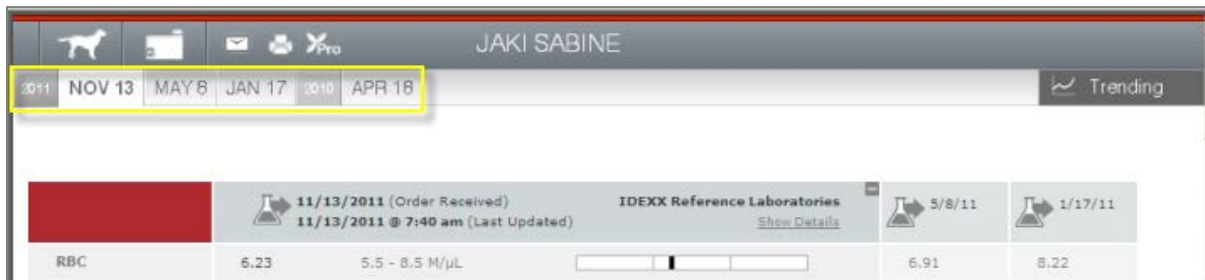 XPro JAKI SABINE
2011 NOV 13 MAY 8 JAN 17 2010 APR 18 Trending
11/13/2011 (Order Received) IDEXX Reference Laboratories 5/8/11 1/17/11
11/13/2011 @ 7:40 am (Last Updated) Show Details
RBC 6.23 5.5 - 8.5 M/µL 6.91 8.22